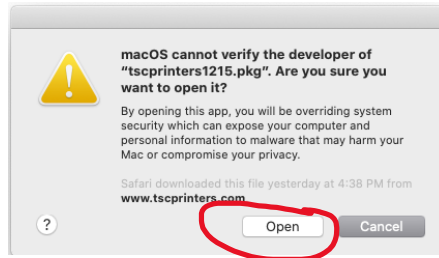 macOS cannot verify the developer of
“tscprinters1215.pkg”. Are you sure you
want to open it?
By opening this app, you will be overriding system
security which can expose your computer and
personal information to malware that may harm your
Mac or compromise your privacy.
Safari downloaded this file yesterday at 4:38 PM from
www.tscprinters.com
?
Open
Cancel